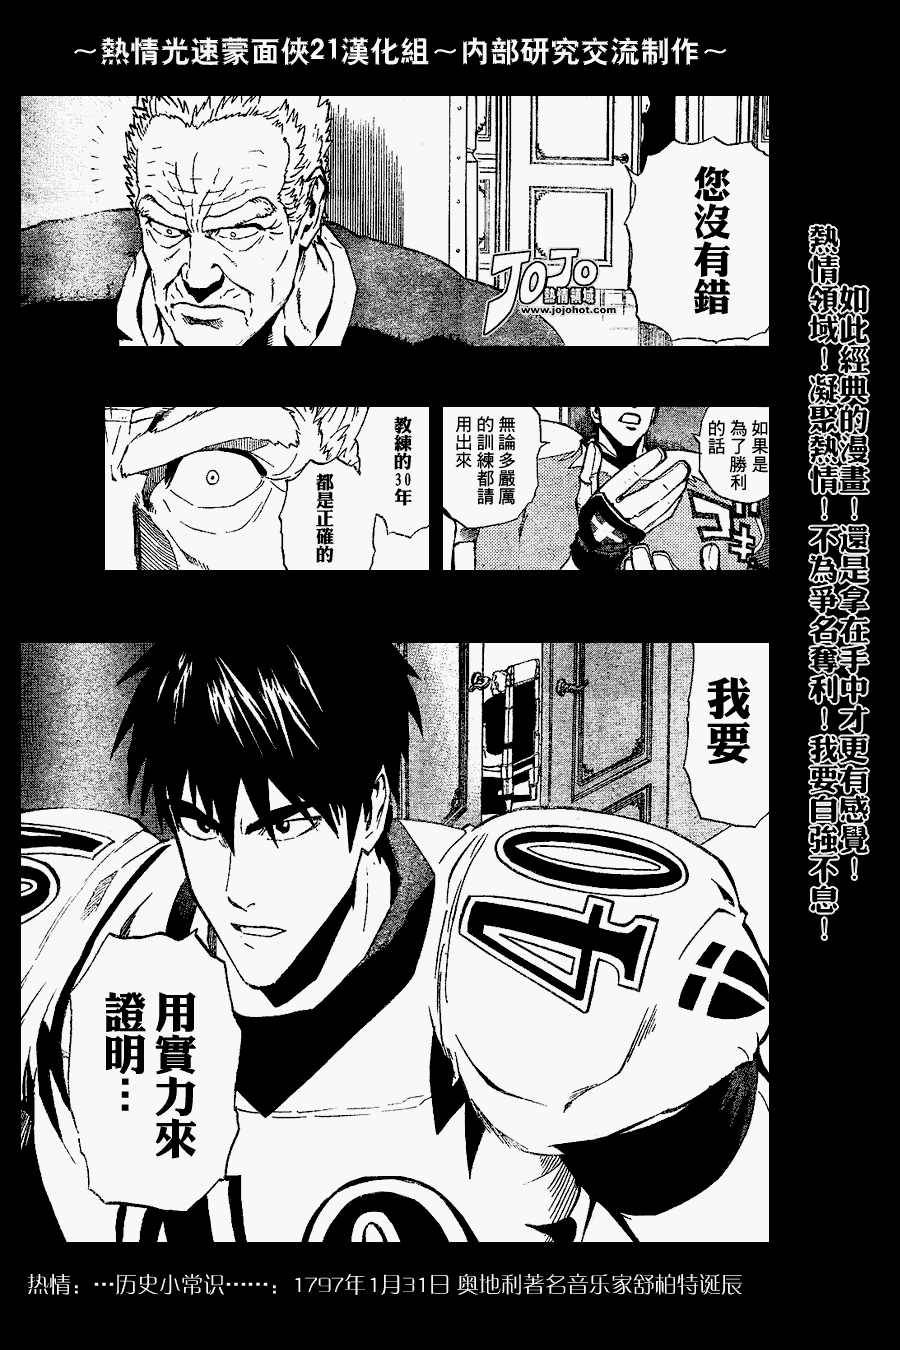 ～熱情光速蒙面俠21漢化組～内部研究交流制作～
您沒有錯
JOJO
熱情領域
www.jojohot.com
如果是
為了勝利
的話
ゴキ
無論多嚴厲
的訓練都請
用出來
教練的30年
都是正確的
我要
40
用實力來
證明…
如此經典的漫畫！還是拿在手中才更有感覺！
熱情領域！凝聚熱情！不為爭名奪利！我要自強不息！
热情：…历史小常识……：1797年1月31日 奥地利著名音乐家舒柏特诞辰